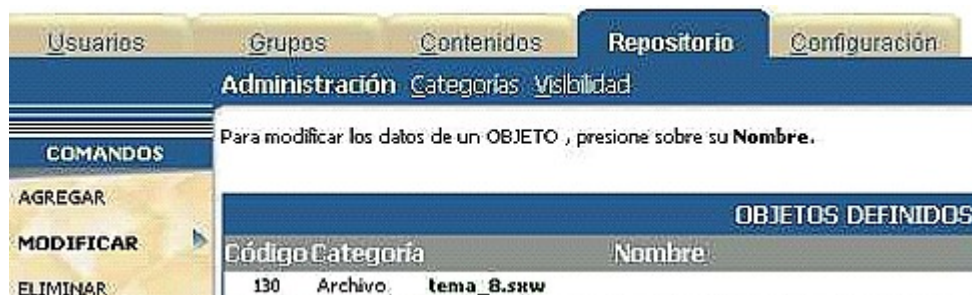 Usuarios Grupos Contenidos Repositorio Configuración
Administración Categorías Visibilidad
Para modificar los datos de un OBJETO , presione sobre su Nombre.
COMANDOS
AGREGAR
OBJETOS DEFINIDOS
MODIFICAR
Código Categoría Nombre
130 Archivo tema_8.sxw
ELIMINAR